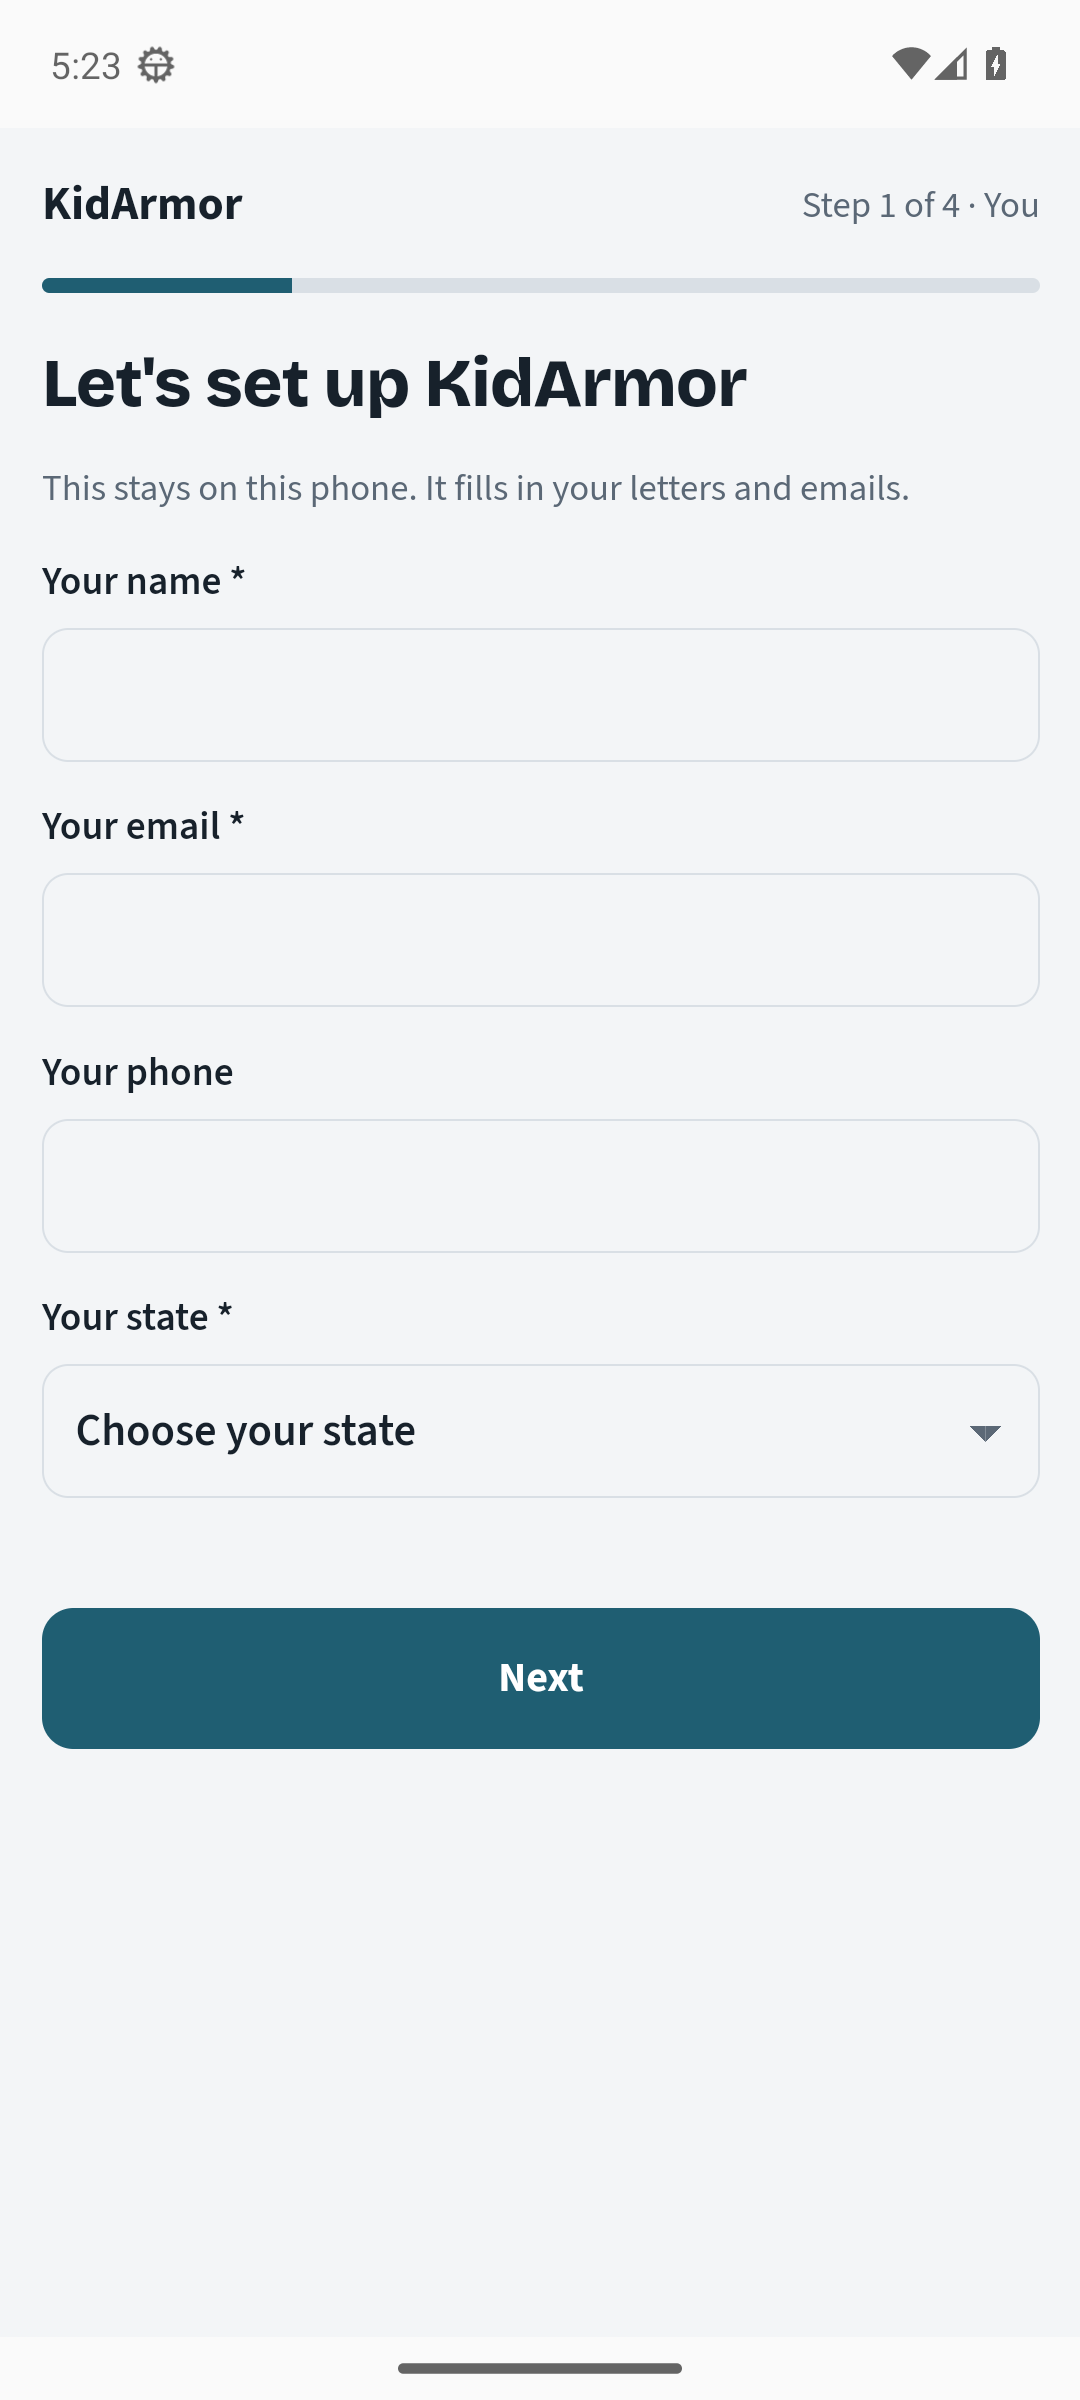 5:23
KidArmor
Step 1 of 4 · You
Let's set up KidArmor
This stays on this phone. It fills in your letters and emails.
Your name *
Your email *
Your phone
Your state *
Choose your state
Next